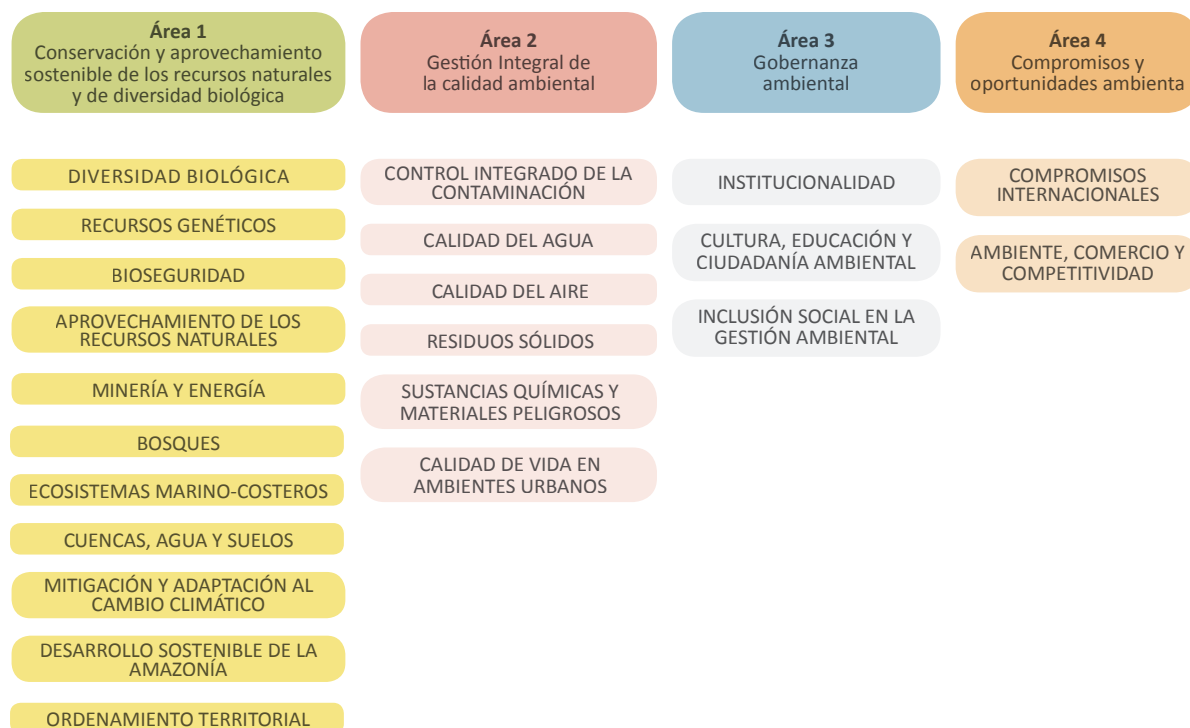 Área 1
Conservación y aprovechamiento
sostenible de los recursos naturales
y de diversidad biológica
Área 2
Gestión Integral de
la calidad ambiental
Área 3
Gobernanza
ambiental
Área 4
Compromisos y
oportunidades ambienta
DIVERSIDAD BIOLÓGICA
RECURSOS GENÉTICOS
BIOSEGURIDAD
APROVECHAMIENTO DE LOS
RECURSOS NATURALES
MINERÍA Y ENERGÍA
BOSQUES
ECOSISTEMAS MARINO-COSTEROS
CUENCAS, AGUA Y SUELOS
MITIGACIÓN Y ADAPTACIÓN AL
CAMBIO CLIMÁTICO
DESARROLLO SOSTENIBLE DE LA
AMAZONÍA
ORDENAMIENTO TERRITORIAL
CONTROL INTEGRADO DE LA
CONTAMINACIÓN
CALIDAD DEL AGUA
CALIDAD DEL AIRE
RESIDUOS SÓLIDOS
SUSTANCIAS QUÍMICAS Y
MATERIALES PELIGROSOS
CALIDAD DE VIDA EN
AMBIENTES URBANOS
INSTITUCIONALIDAD
CULTURA, EDUCACIÓN Y
CIUDADANÍA AMBIENTAL
INCLUSIÓN SOCIAL EN LA
GESTIÓN AMBIENTAL
COMPROMISOS
INTERNACIONALES
AMBIENTE, COMERCIO Y
COMPETITIVIDAD